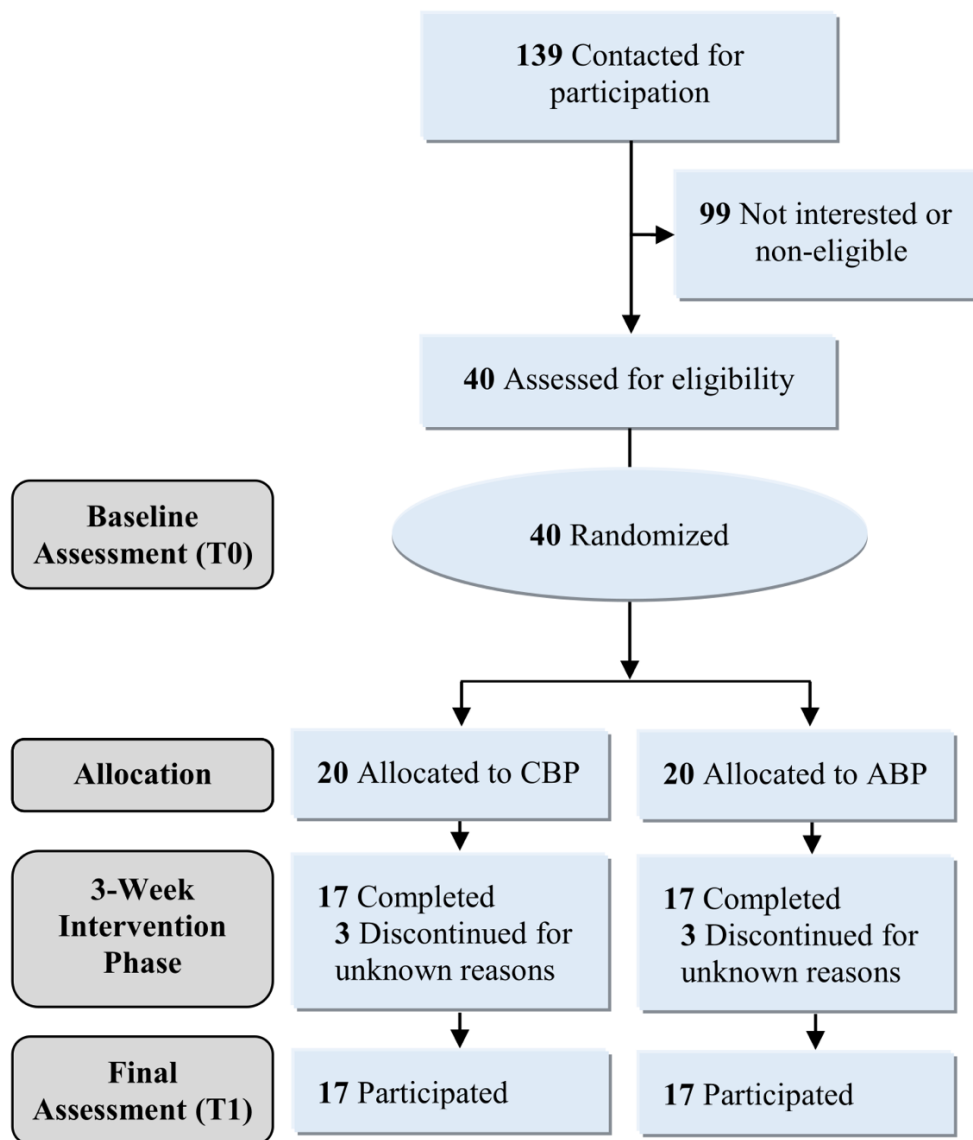 139 Contacted for
participation
99 Not interested or
non-eligible
40 Assessed for eligibility
Baseline
Assessment (T0)
40 Randomized
Allocation
20 Allocated to CBP
20 Allocated to ABP
3-Week
Intervention
Phase
17 Completed
3 Discontinued for
unknown reasons
17 Completed
3 Discontinued for
unknown reasons
Final
Assessment (T1)
17 Participated
17 Participated